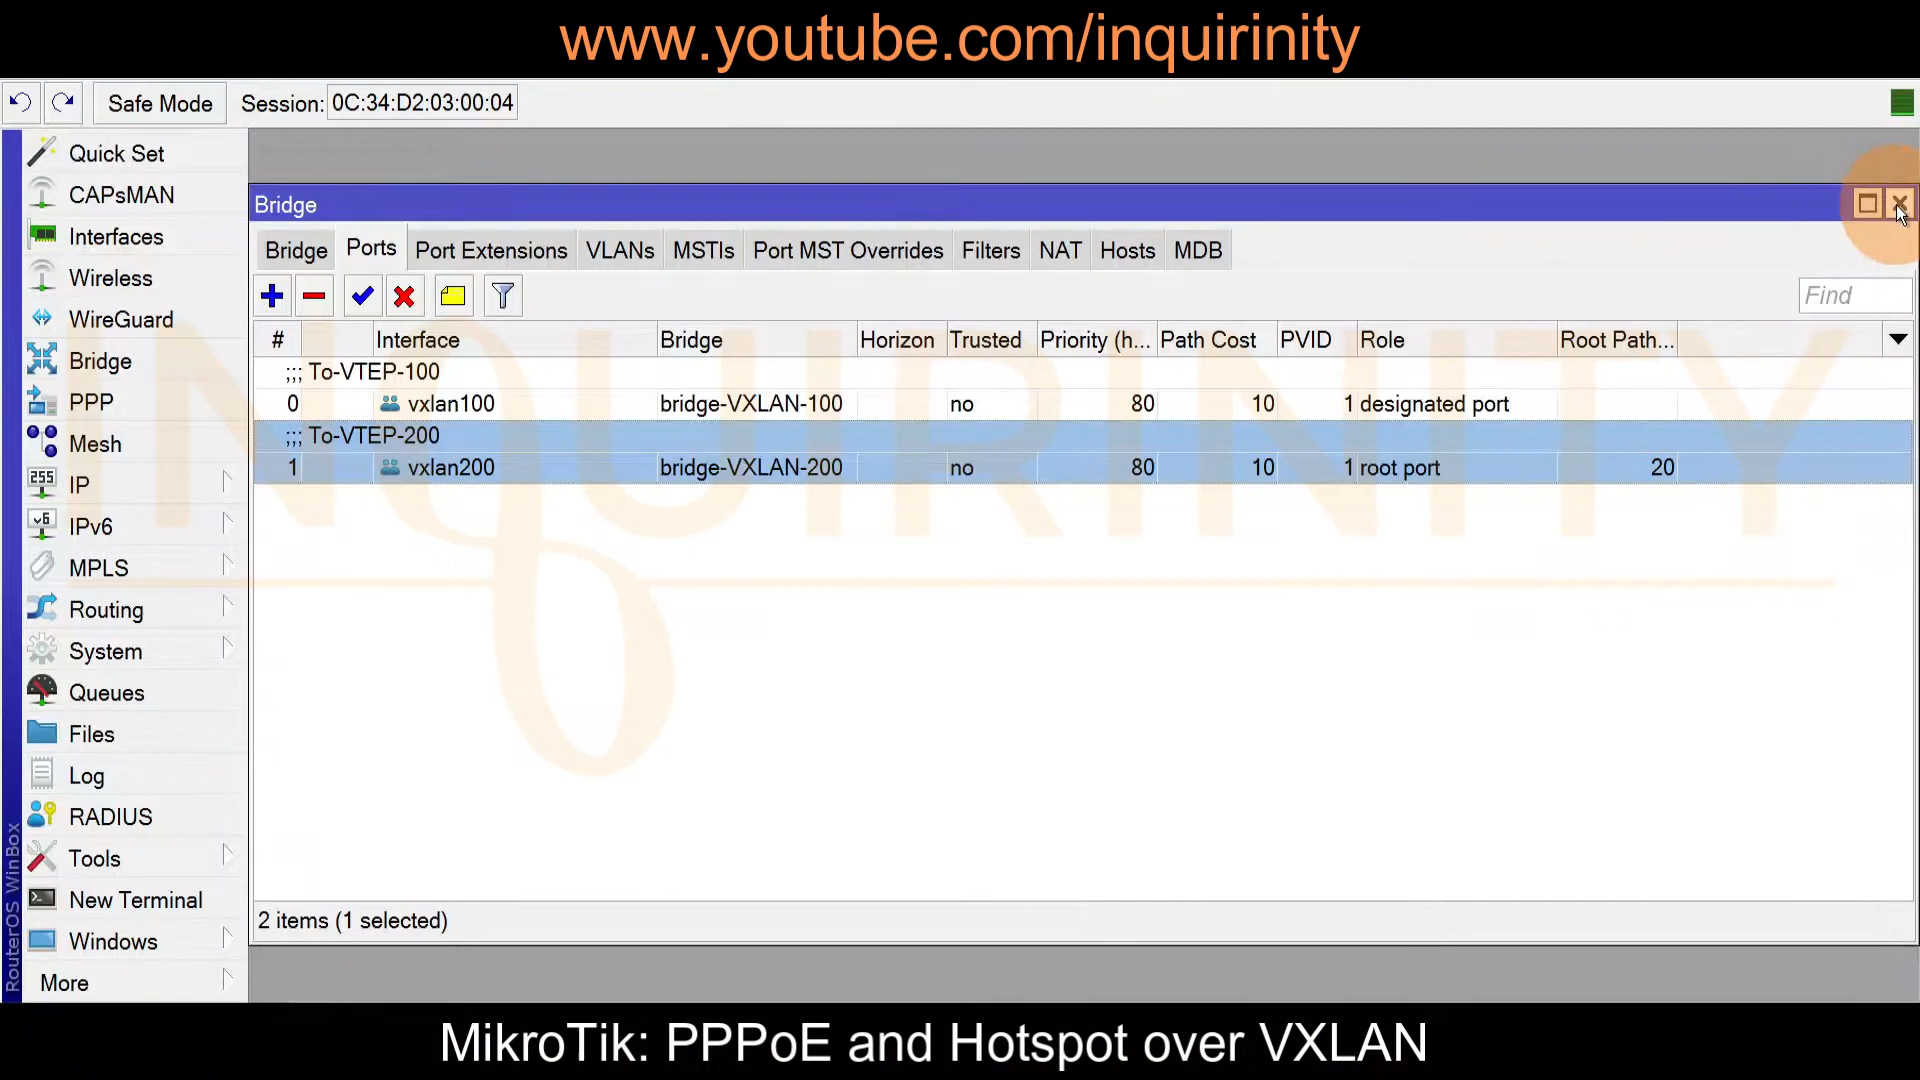 www.youtube.com/inquirinity
Safe Mode Session: 0C:34:D2:03:00:04
Quick Set
CAPsMAN
Interfaces
Wireless
WireGuard
Bridge
PPP
Mesh
255 IP
v6 IPv6
MPLS
Routing
System
Queues
Files
Log
RADIUS
Tools
New Terminal
Windows
More
RouterOS WinBox
Bridge
Bridge Ports Port Extensions VLANs MSTIs Port MST Overrides Filters NAT Hosts MDB
Find
# Interface Bridge Horizon Trusted Priority (h... Path Cost PVID Role Root Path...
;;; To-VTEP-100
0 vxlan100 bridge-VXLAN-100 no 80 10 1 designated port
;;; To-VTEP-200
1 vxlan200 bridge-VXLAN-200 no 80 10 1 root port 20
INQUIRINITY
2 items (1 selected)
MikroTik: PPPoE and Hotspot over VXLAN